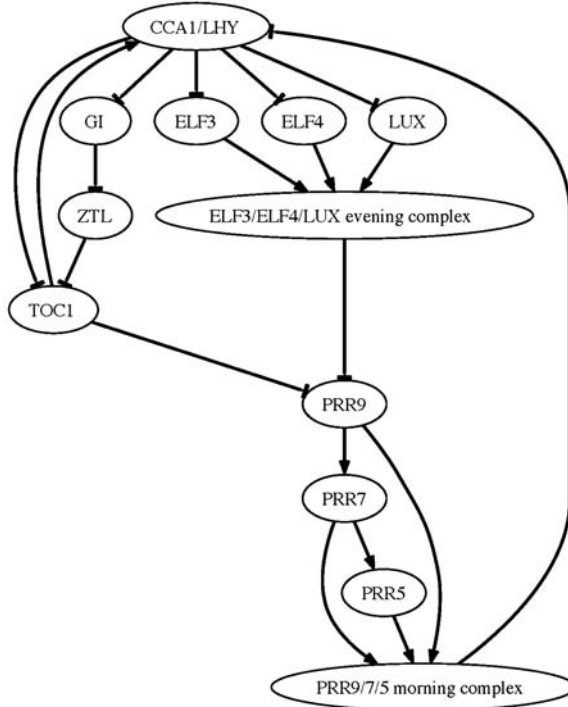 CCA1/LHY
GI
ELF3
ELF4
LUX
ZTL
ELF3/ELF4/LUX evening complex
TOC1
PRR9
PRR7
PRR5
PRR9/7/5 morning complex